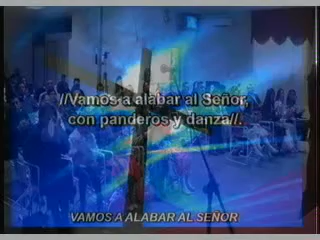 //Vamos a alabar al Señor,
con panderos y danza//.
VAMOS A ALABAR AL SEÑOR